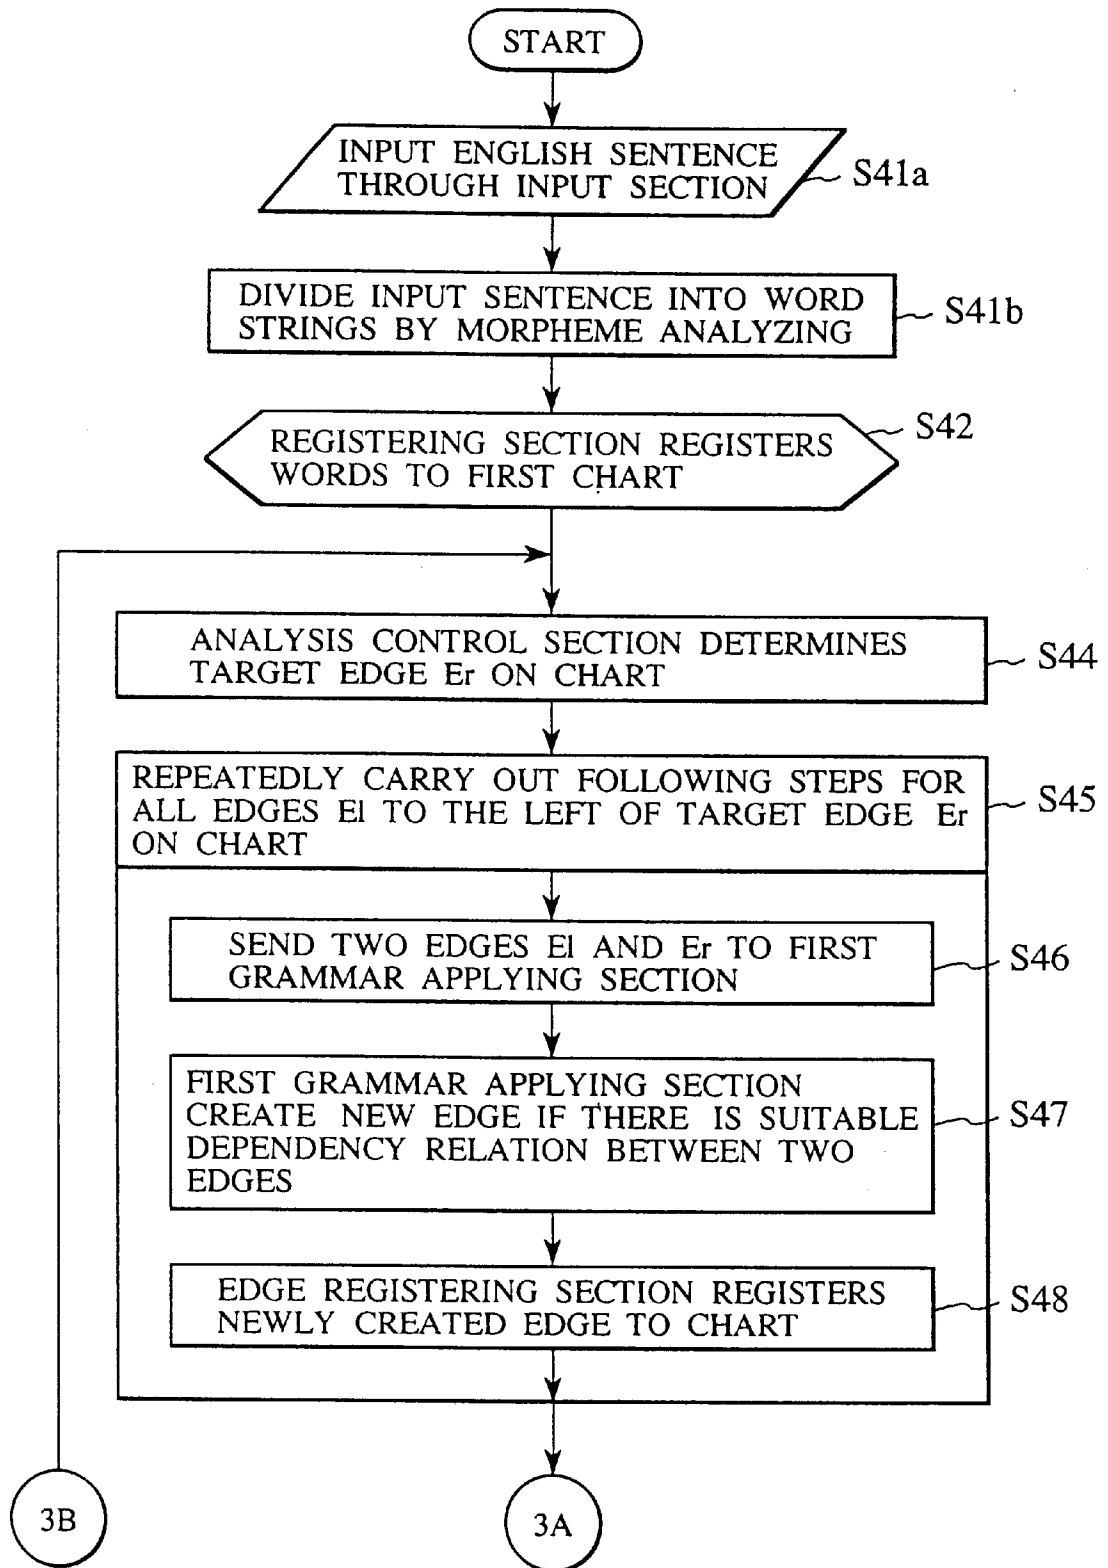 START
INPUT ENGLISH SENTENCE
THROUGH INPUT SECTION
S41a
DIVIDE INPUT SENTENCE INTO WORD
STRINGS BY MORPHEME ANALYZING
S41b
REGISTERING SECTION REGISTERS
WORDS TO FIRST CHART
S42
ANALYSIS CONTROL SECTION DETERMINES
TARGET EDGE Er ON CHART
S44
REPEATEDLY CARRY OUT FOLLOWING STEPS FOR
ALL EDGES El TO THE LEFT OF TARGET EDGE Er
ON CHART
S45
SEND TWO EDGES El AND Er TO FIRST
GRAMMAR APPLYING SECTION
S46
FIRST GRAMMAR APPLYING SECTION
CREATE NEW EDGE IF THERE IS SUITABLE
DEPENDENCY RELATION BETWEEN TWO
EDGES
S47
EDGE REGISTERING SECTION REGISTERS
NEWLY CREATED EDGE TO CHART
S48
3B
3A